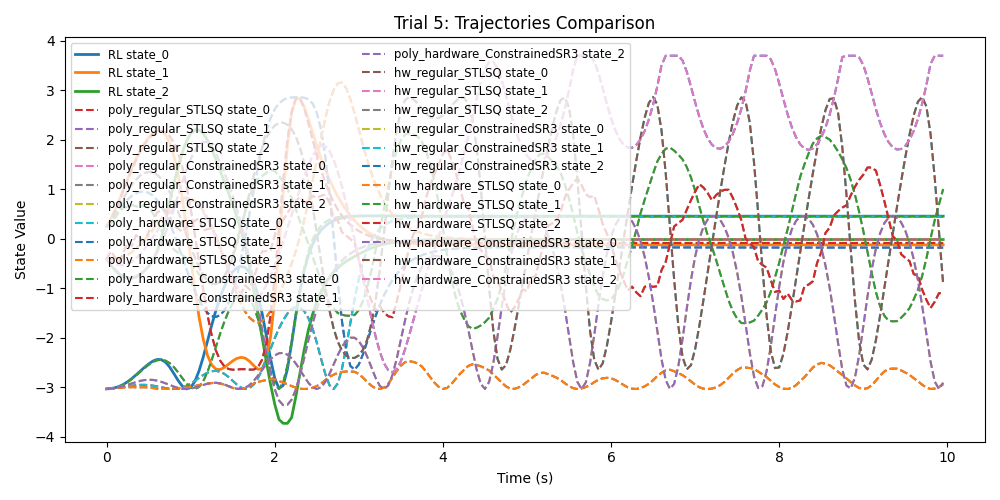 Trial 5: Trajectories Comparison
State Value
4
3
2
1
0
−1
−2
−3
−4
RL state_0
RL state_1
RL state_2
poly_regular_STLSQ state_0
poly_regular_STLSQ state_1
poly_regular_STLSQ state_2
poly_regular_ConstrainedSR3 state_0
poly_regular_ConstrainedSR3 state_1
poly_regular_ConstrainedSR3 state_2
poly_hardware_STLSQ state_0
poly_hardware_STLSQ state_1
poly_hardware_STLSQ state_2
poly_hardware_ConstrainedSR3 state_0
poly_hardware_ConstrainedSR3 state_1
poly_hardware_ConstrainedSR3 state_2
hw_regular_STLSQ state_0
hw_regular_STLSQ state_1
hw_regular_STLSQ state_2
hw_regular_ConstrainedSR3 state_0
hw_regular_ConstrainedSR3 state_1
hw_regular_ConstrainedSR3 state_2
hw_hardware_STLSQ state_0
hw_hardware_STLSQ state_1
hw_hardware_STLSQ state_2
hw_hardware_ConstrainedSR3 state_0
hw_hardware_ConstrainedSR3 state_1
hw_hardware_ConstrainedSR3 state_2
0 2 4 6 8 10
Time (s)